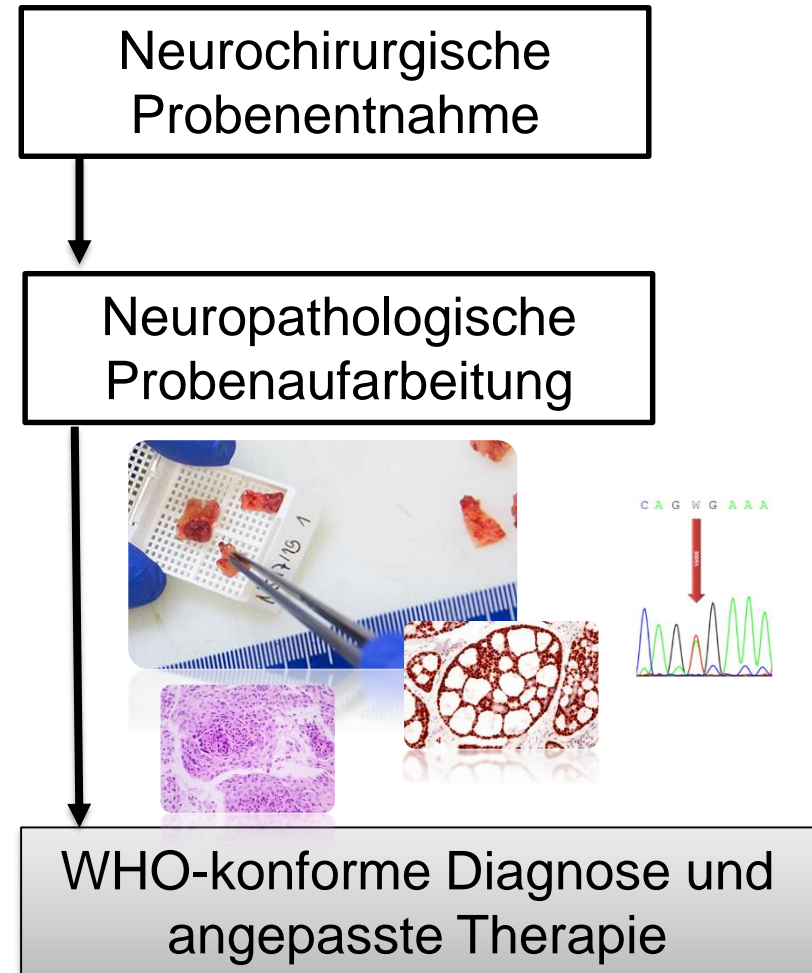 Neurochirurgische
Probenentnahme
Neuropathologische
Probenaufarbeitung
C A G W G A A A
WHO-konforme Diagnose und
angepasste Therapie